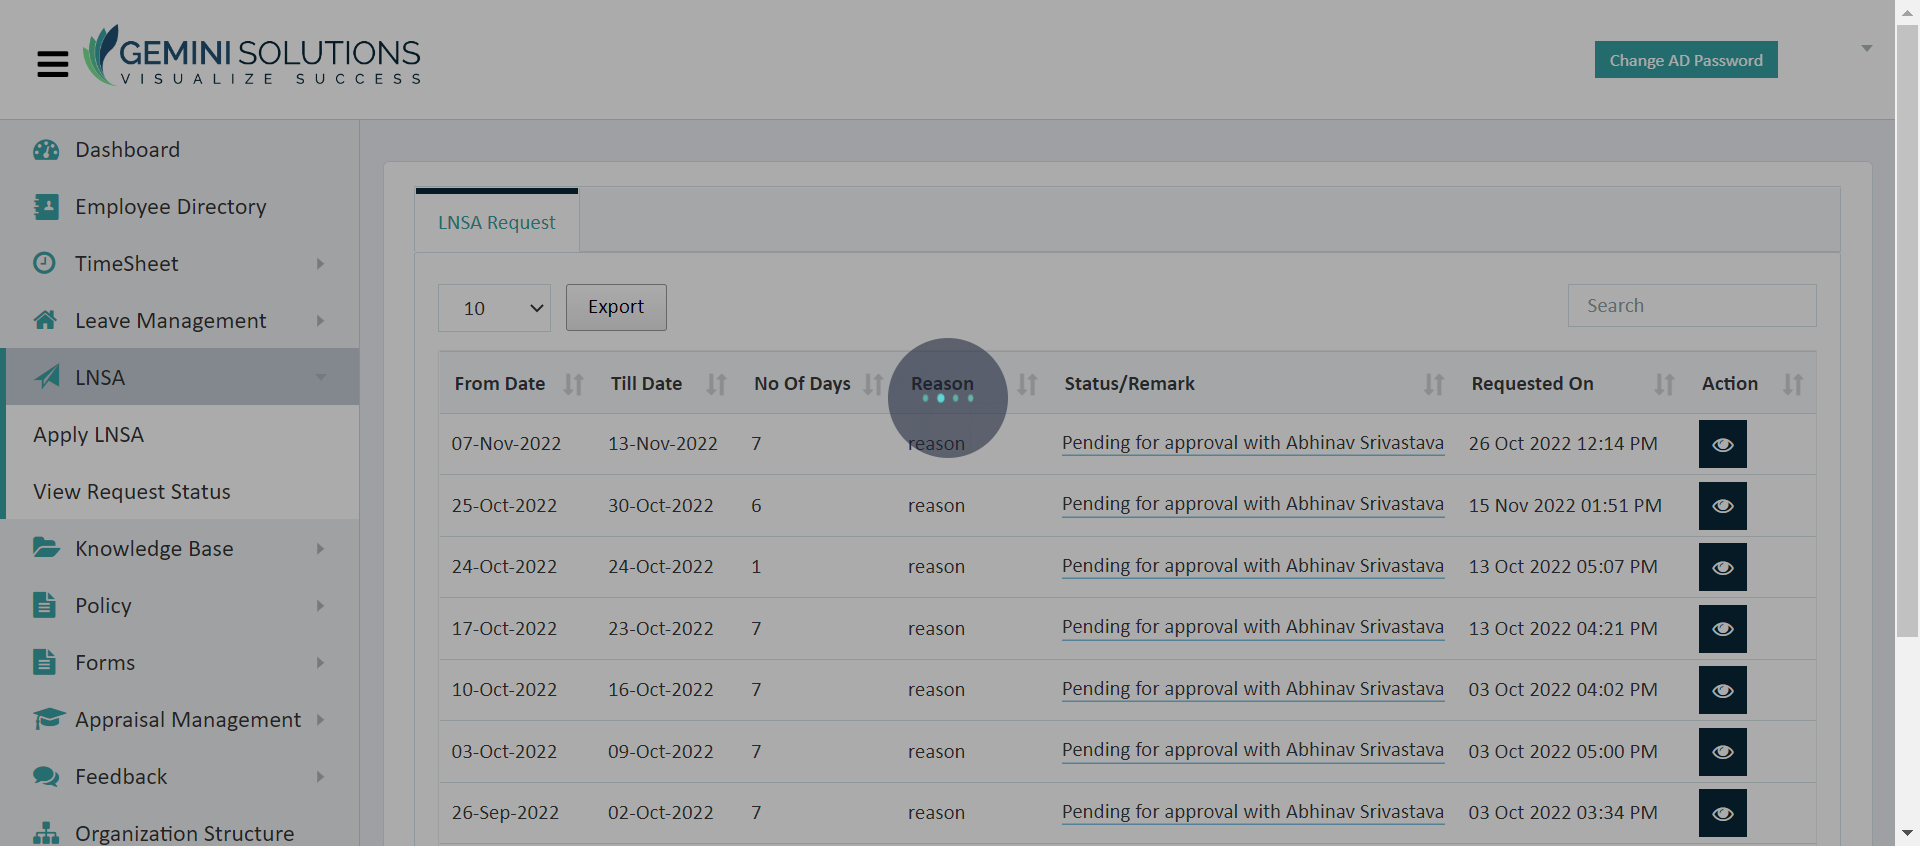 GEMINI SOLUTIONS
VISUALIZE SUCCESS
Change AD Password
Dashboard
Employee Directory
TimeSheet
Leave Management
LNSA
Apply LNSA
View Request Status
Knowledge Base
Policy
Forms
Appraisal Management
Feedback
Organization Structure
LNSA Request
10 Export Search
From Date Till Date No Of Days Reason Status/Remark Requested On Action
07-Nov-2022 13-Nov-2022 7 reason Pending for approval with Abhinav Srivastava 26 Oct 2022 12:14 PM
25-Oct-2022 30-Oct-2022 6 reason Pending for approval with Abhinav Srivastava 15 Nov 2022 01:51 PM
24-Oct-2022 24-Oct-2022 1 reason Pending for approval with Abhinav Srivastava 13 Oct 2022 05:07 PM
17-Oct-2022 23-Oct-2022 7 reason Pending for approval with Abhinav Srivastava 13 Oct 2022 04:21 PM
10-Oct-2022 16-Oct-2022 7 reason Pending for approval with Abhinav Srivastava 03 Oct 2022 04:02 PM
03-Oct-2022 09-Oct-2022 7 reason Pending for approval with Abhinav Srivastava 03 Oct 2022 05:00 PM
26-Sep-2022 02-Oct-2022 7 reason Pending for approval with Abhinav Srivastava 03 Oct 2022 03:34 PM